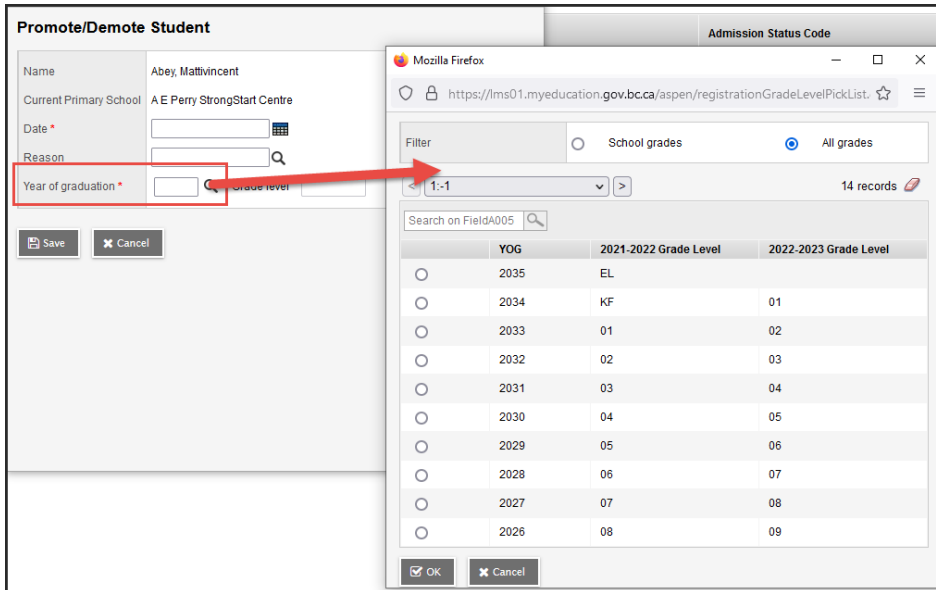 Promote/Demote Student
Name Abey, Mattivincent
Current Primary School A E Perry StrongStart Centre
Date *
Reason
Year of graduation * Grade level
Save Cancel
Admission Status Code
Mozilla Firefox
https://lms01.myeducation.gov.bc.ca/aspen/registrationGradeLevelPickList.
Filter School grades All grades
< 1:-1 > 14 records
Search on FieldA005
YOG 2021-2022 Grade Level 2022-2023 Grade Level
2035 EL
2034 KF 01
2033 01 02
2032 02 03
2031 03 04
2030 04 05
2029 05 06
2028 06 07
2027 07 08
2026 08 09
OK Cancel